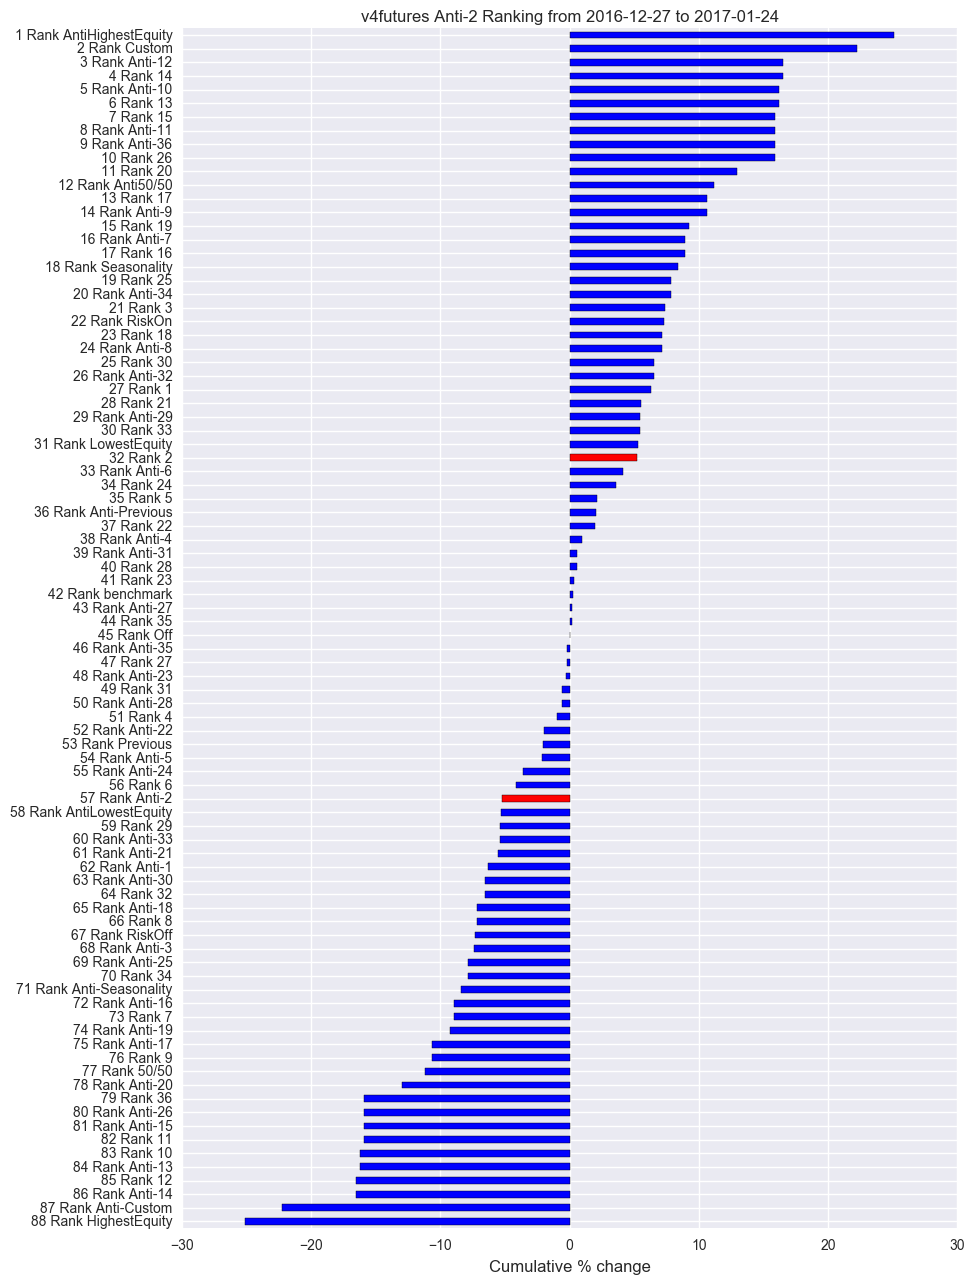 v4futures Anti-2 Ranking from 2016-12-27 to 2017-01-24
1 Rank AntiHighestEquity
2 Rank Custom
3 Rank Anti-12
4 Rank 14
5 Rank Anti-10
6 Rank 13
7 Rank 15
8 Rank Anti-11
9 Rank Anti-36
10 Rank 26
11 Rank 20
12 Rank Anti50/50
13 Rank 17
14 Rank Anti-9
15 Rank 19
16 Rank Anti-7
17 Rank 16
18 Rank Seasonality
19 Rank 25
20 Rank Anti-34
21 Rank 3
22 Rank RiskOn
23 Rank 18
24 Rank Anti-8
25 Rank 30
26 Rank Anti-32
27 Rank 1
28 Rank 21
29 Rank Anti-29
30 Rank 33
31 Rank LowestEquity
32 Rank 2
33 Rank Anti-6
34 Rank 24
35 Rank 5
36 Rank Anti-Previous
37 Rank 22
38 Rank Anti-4
39 Rank Anti-31
40 Rank 28
41 Rank 23
42 Rank benchmark
43 Rank Anti-27
44 Rank 35
45 Rank Off
46 Rank Anti-35
47 Rank 27
48 Rank Anti-23
49 Rank 31
50 Rank Anti-28
51 Rank 4
52 Rank Anti-22
53 Rank Previous
54 Rank Anti-5
55 Rank Anti-24
56 Rank 6
57 Rank Anti-2
58 Rank AntiLowestEquity
59 Rank 29
60 Rank Anti-33
61 Rank Anti-21
62 Rank Anti-1
63 Rank Anti-30
64 Rank 32
65 Rank Anti-18
66 Rank 8
67 Rank RiskOff
68 Rank Anti-3
69 Rank Anti-25
70 Rank 34
71 Rank Anti-Seasonality
72 Rank Anti-16
73 Rank 7
74 Rank Anti-19
75 Rank Anti-17
76 Rank 9
77 Rank 50/50
78 Rank Anti-20
79 Rank 36
80 Rank Anti-26
81 Rank Anti-15
82 Rank 11
83 Rank 10
84 Rank Anti-13
85 Rank 12
86 Rank Anti-14
87 Rank Anti-Custom
88 Rank HighestEquity
−30 −20 −10 0 10 20 30
Cumulative % change